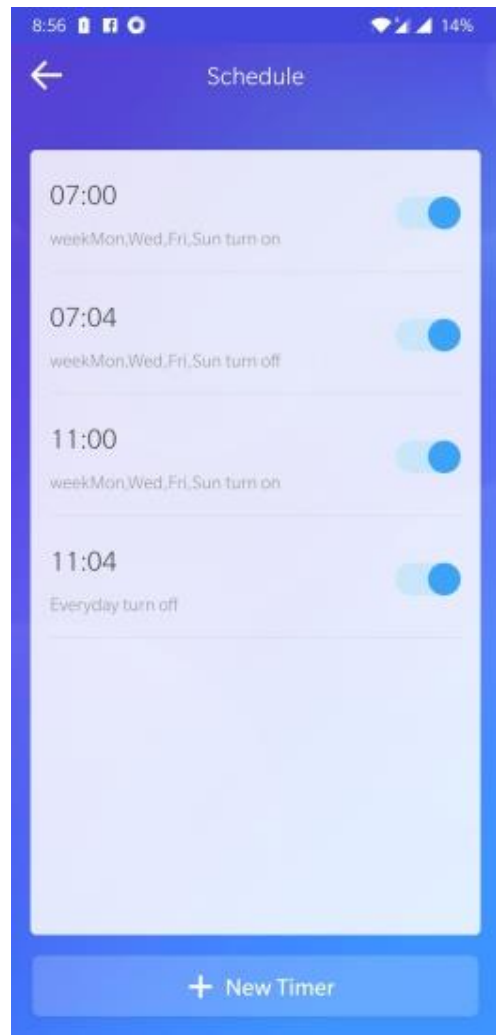 8:56 14%
Schedule
07:00
weekMon,Wed,Fri,Sun turn on
07:04
weekMon,Wed,Fri,Sun turn off
11:00
weekMon,Wed,Fri,Sun turn on
11:04
Everyday turn off
+ New Timer